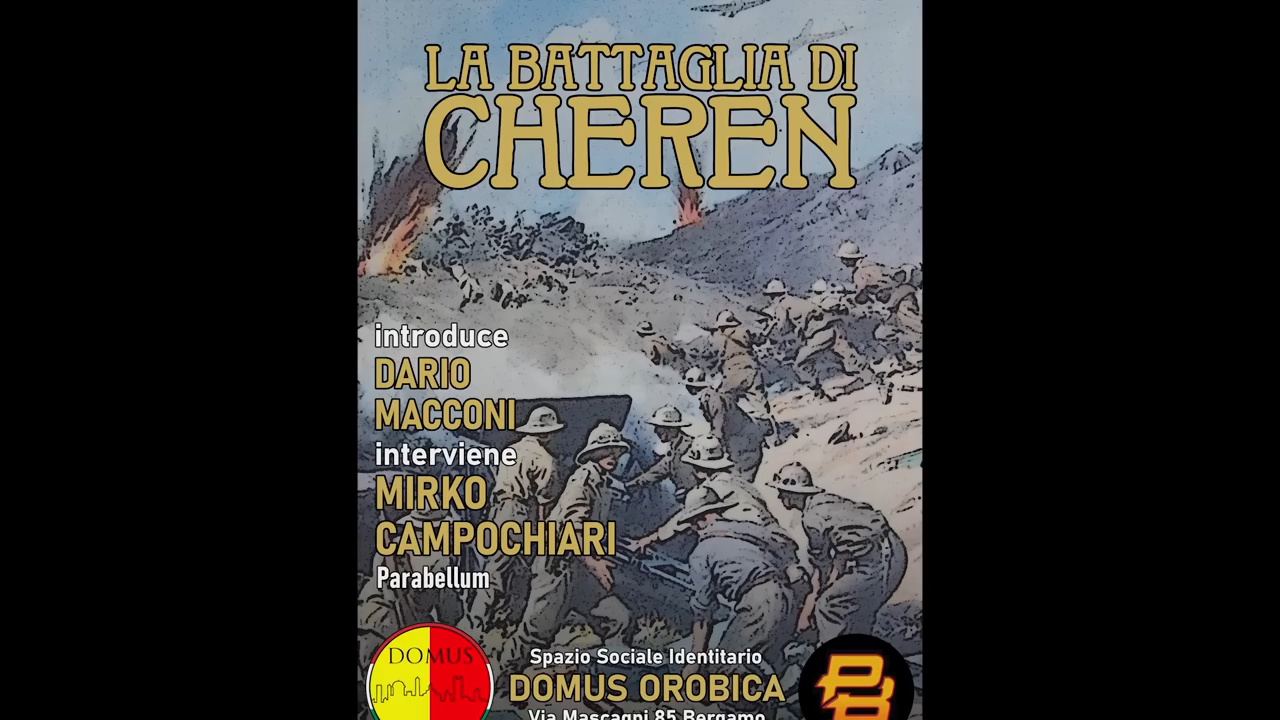 LA BATTAGLIA DI
CHEREN
introduce
DARIO
MACCONI
interviene
MIRKO
CAMPOCHIARI
Parabellum
DOMUS
Spazio Sociale Identitario
DOMUS OROBICA
Via Mascagni 85 Bergamo
PB